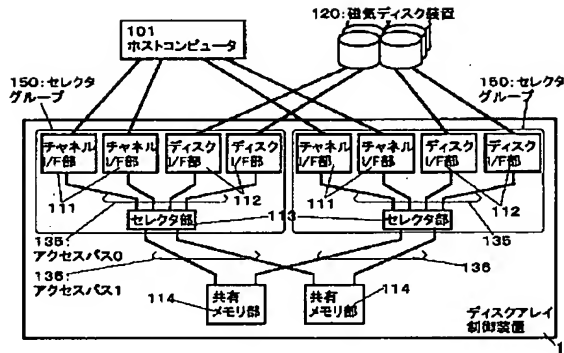 101
ホストコンピュータ
120:磁気ディスク装置
150:セレクタ
グループ
150:セレクタ
グループ
チャネル
I/F部
チャネル
I/F部
ディスク
I/F部
ディスク
I/F部
チャネル
I/F部
チャネル
I/F部
ディスク
I/F部
ディスク
I/F部
111
112
111
112
セレクタ部
113
セレクタ部
135:
アクセスパス0
135
136:
アクセスパス1
136
114
共有
メモリ部
共有
メモリ部
114
ディスクアレイ
制御装置
1